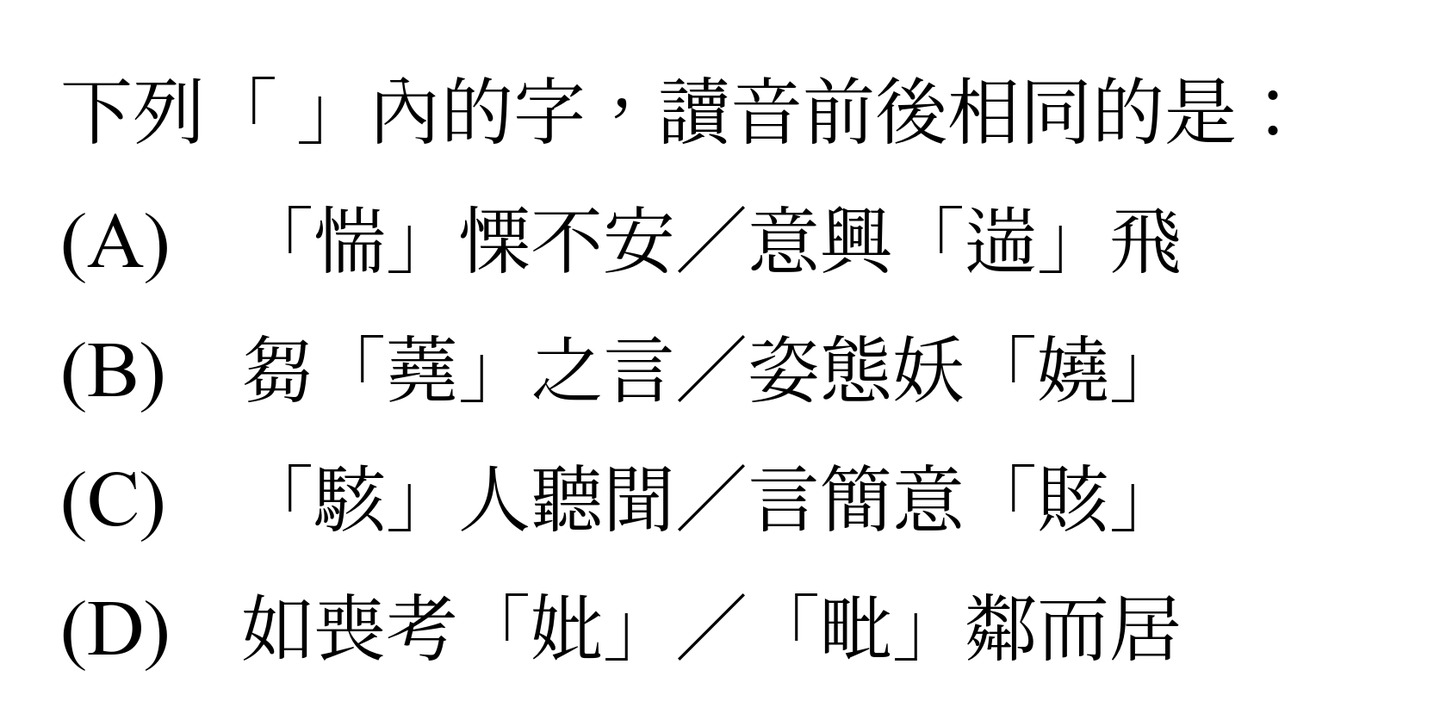 下列「 」內的字，讀音前後相同的是：
(A) 「惴」慄不安／意興「遄」飛
(B) 芻「蕘」之言／姿態妖「嬈」
(C) 「駭」人聽聞／言簡意「賅」
(D) 如喪考「妣」／「毗」鄰而居